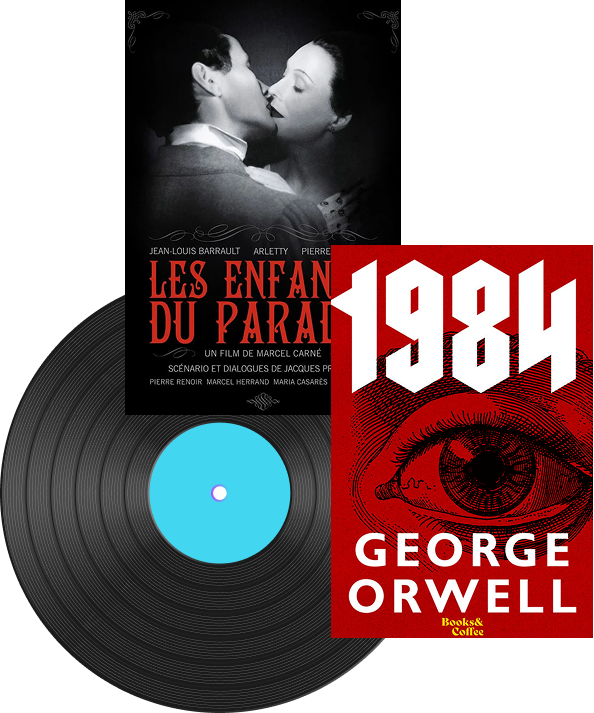 JEAN-LOUIS BARRAULT ARLETTY PIERRE
LES ENFAN
DU PARAD
UN FILM DE MARCEL CARNÉ
SCÉNARIO ET DIALOGUES DE JACQUES PR
PIERRE RENOIR MARCEL HERRAND MARIA CASARÈS
1984
GEORGE
ORWELL
Books&
Coffee